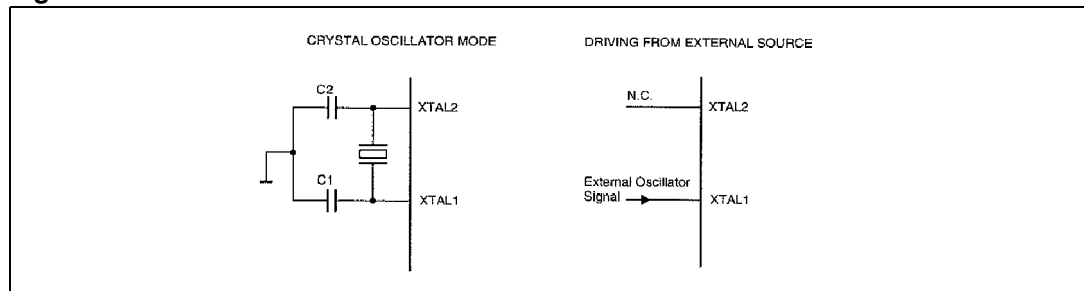 CRYSTAL OSCILLATOR MODE
DRIVING FROM EXTERNAL SOURCE
C2
XTAL2
C1
XTAL1
N.C.
XTAL2
External Oscillator
Signal
XTAL1